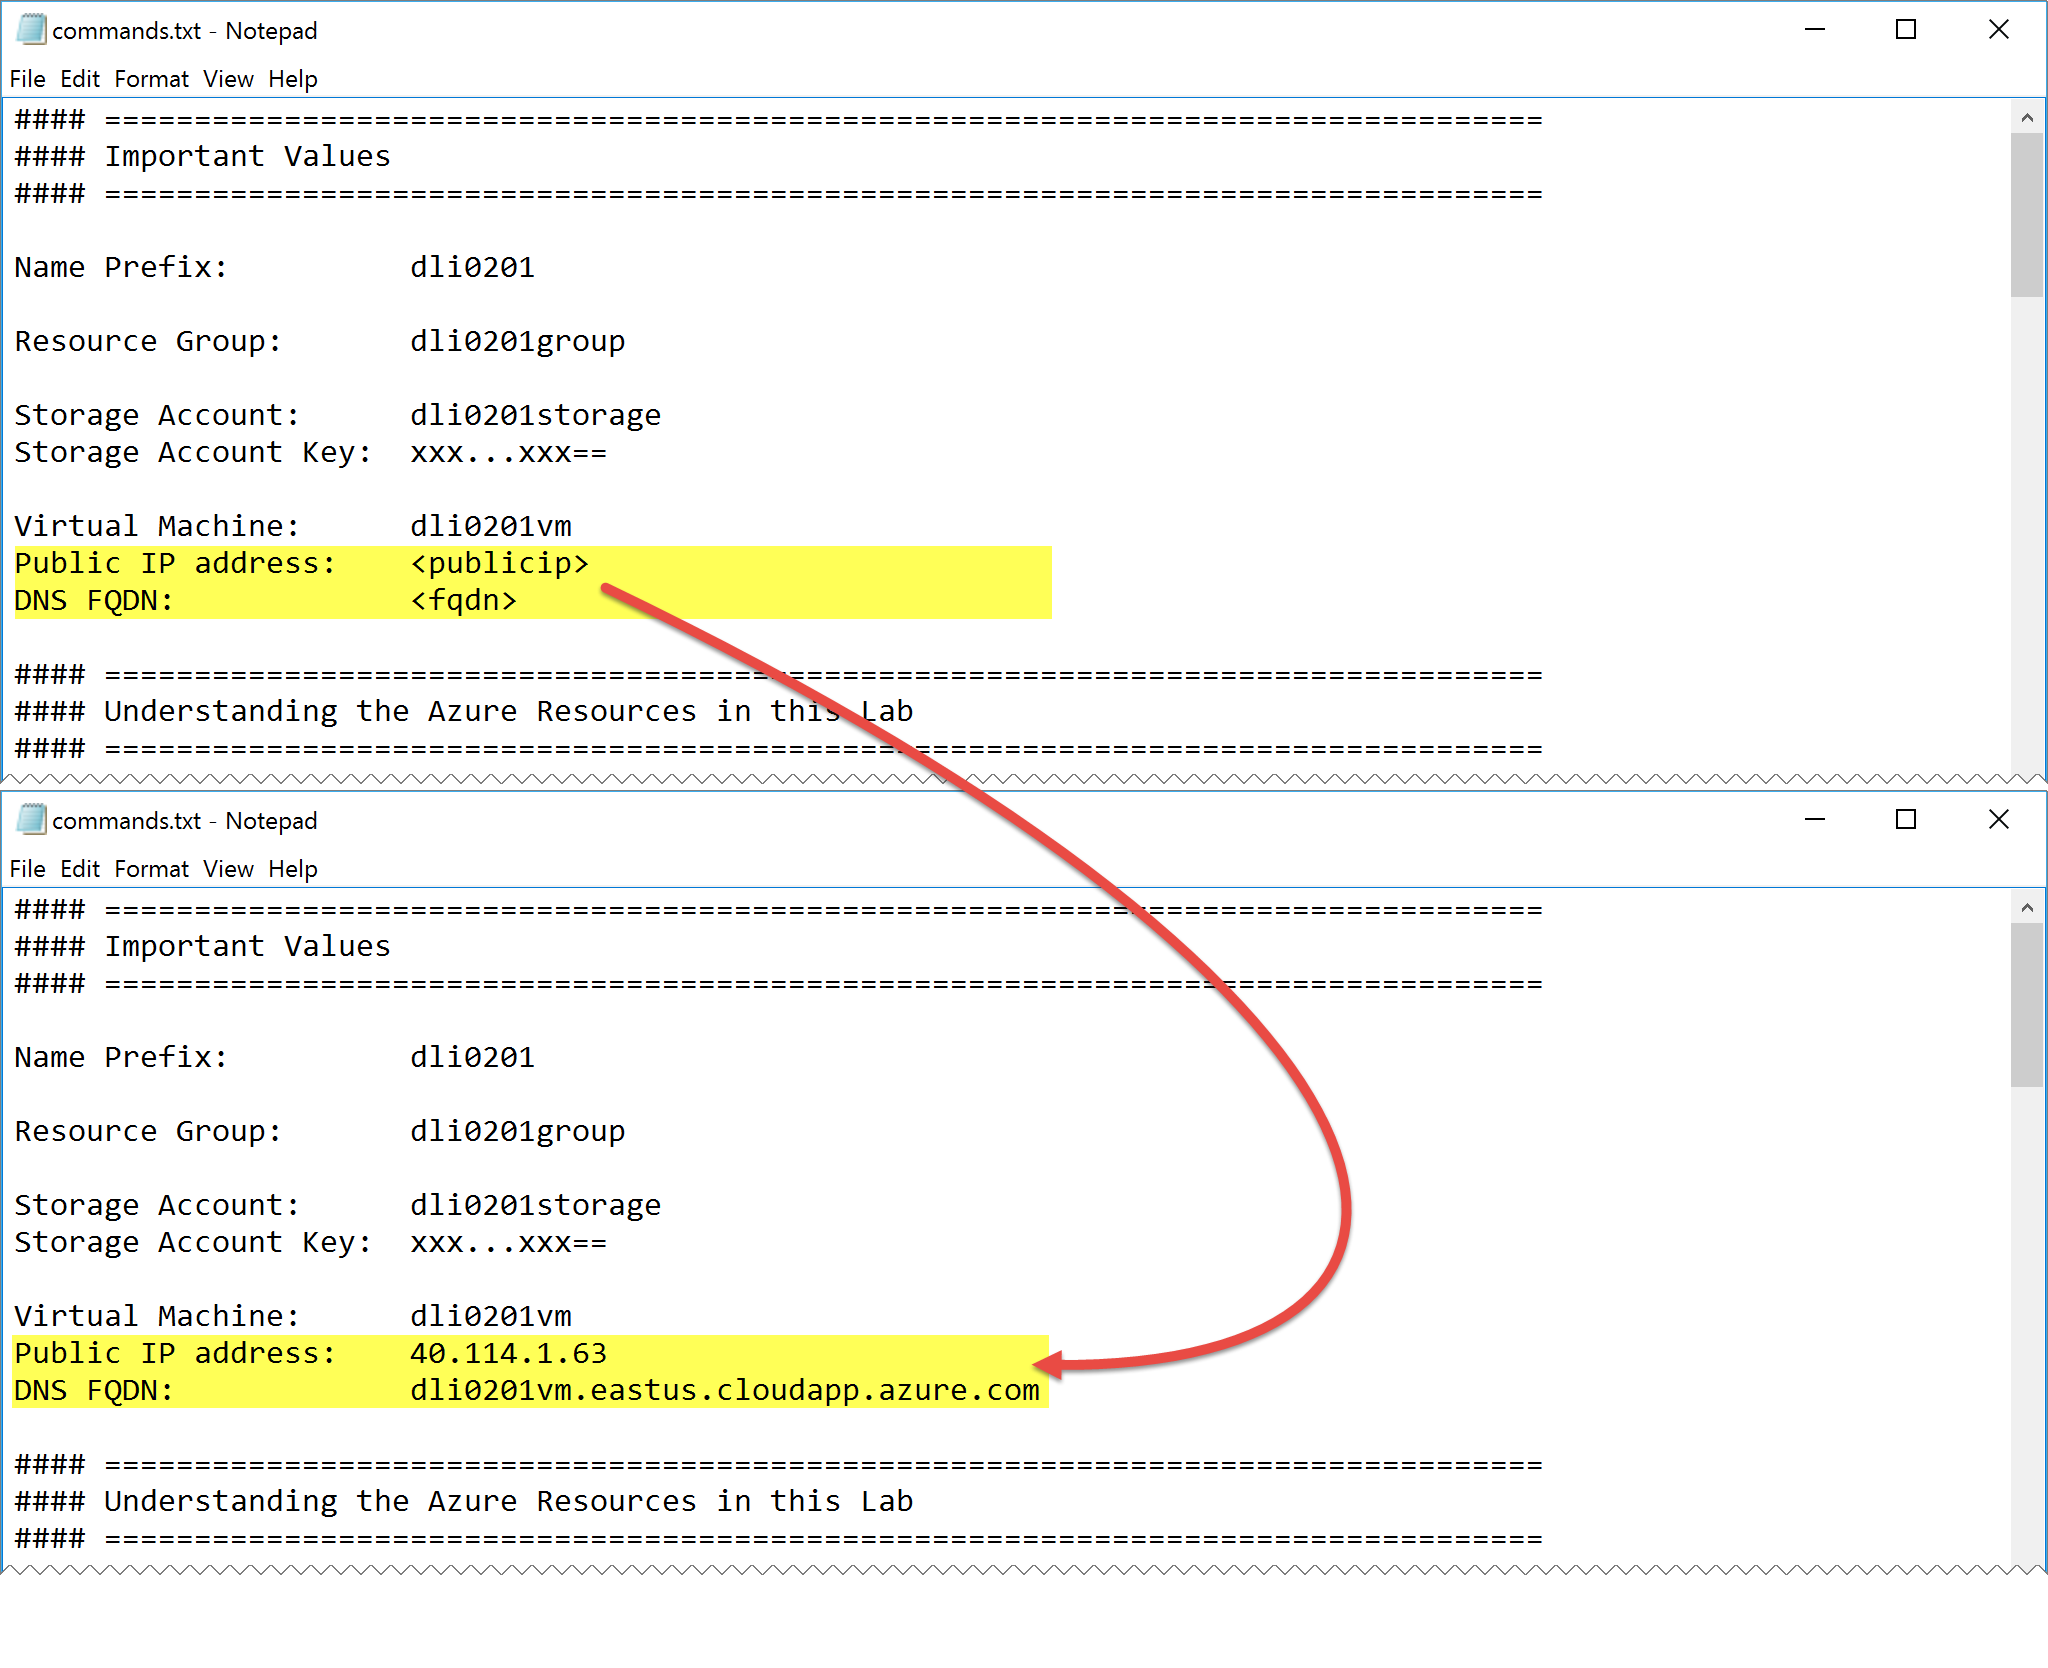 commands.txt - Notepad
File Edit Format View Help
#### ================================================================================
#### Important Values
#### ================================================================================
Name Prefix: dli0201
Resource Group: dli0201group
Storage Account: dli0201storage
Storage Account Key: xxx...xxx==
Virtual Machine: dli0201vm
Public IP address: <publicip>
DNS FQDN: <fqdn>
#### ================================================================================
#### Understanding the Azure Resources in this Lab
#### ================================================================================
commands.txt - Notepad
File Edit Format View Help
#### ================================================================================
#### Important Values
#### ================================================================================
Name Prefix: dli0201
Resource Group: dli0201group
Storage Account: dli0201storage
Storage Account Key: xxx...xxx==
Virtual Machine: dli0201vm
Public IP address: 40.114.1.63
DNS FQDN: dli0201vm.eastus.cloudapp.azure.com
#### ================================================================================
#### Understanding the Azure Resources in this Lab
#### ================================================================================